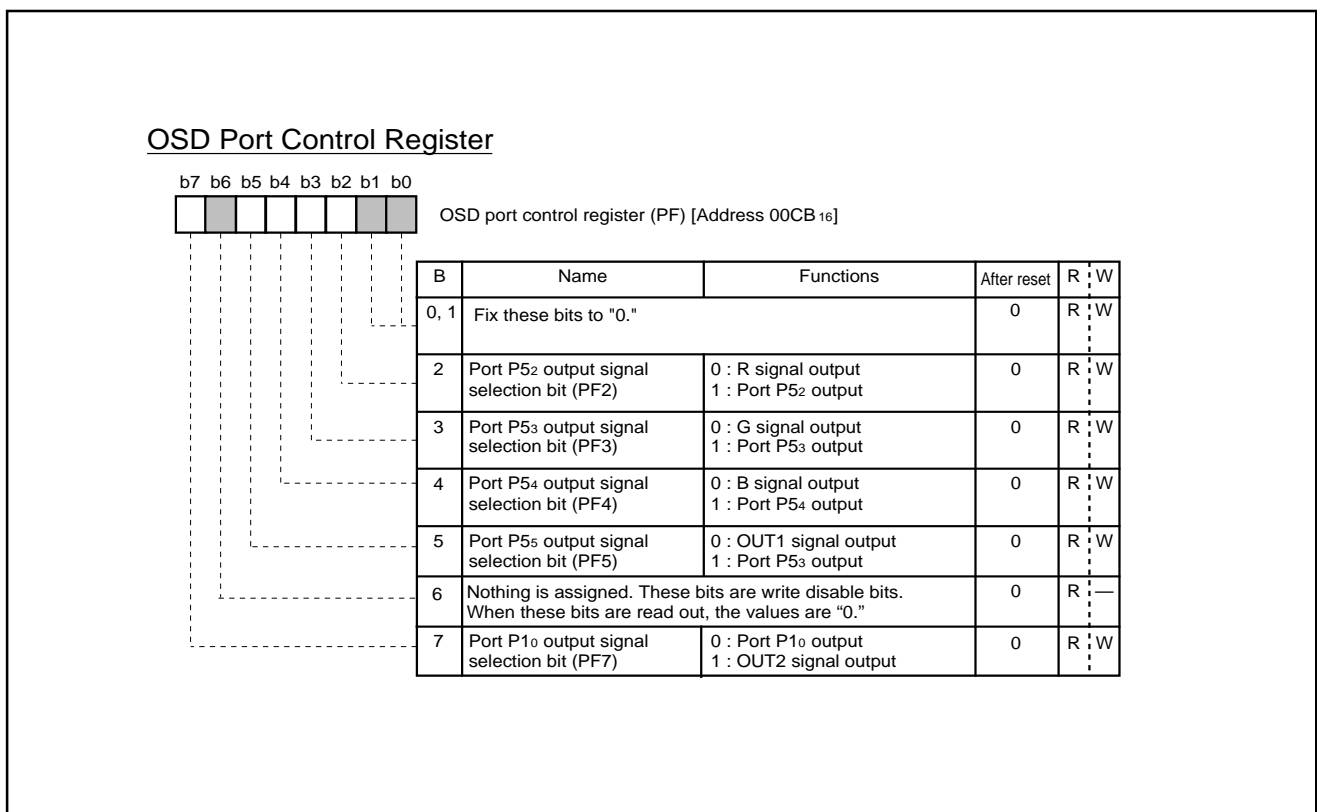 OSD Port Control Register
b7 b6 b5 b4 b3 b2 b1 b0
OSD port control register (PF) [Address 00CB16]
B Name Functions After reset R W
0, 1 Fix these bits to "0." 0 R W
2 Port P52 output signal selection bit (PF2) 0 : R signal output 1 : Port P52 output 0 R W
3 Port P53 output signal selection bit (PF3) 0 : G signal output 1 : Port P53 output 0 R W
4 Port P54 output signal selection bit (PF4) 0 : B signal output 1 : Port P54 output 0 R W
5 Port P55 output signal selection bit (PF5) 0 : OUT1 signal output 1 : Port P53 output 0 R W
6 Nothing is assigned. These bits are write disable bits. When these bits are read out, the values are “0.” 0 R —
7 Port P10 output signal selection bit (PF7) 0 : Port P10 output 1 : OUT2 signal output 0 R W